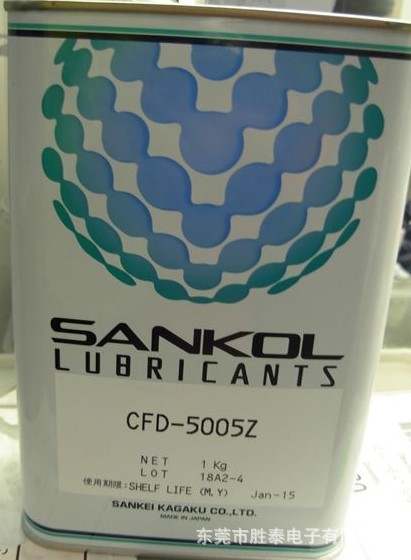 SANKOL
LUBRICANTS
CFD-5005Z
NET 1 Kg
LOT 18A2-4
使用期限:SHELF LIFE (M,Y) Jan-15
SANKEI KAGAKU CO.,LTD.
MADE IN JAPAN
东莞市胜泰电子有